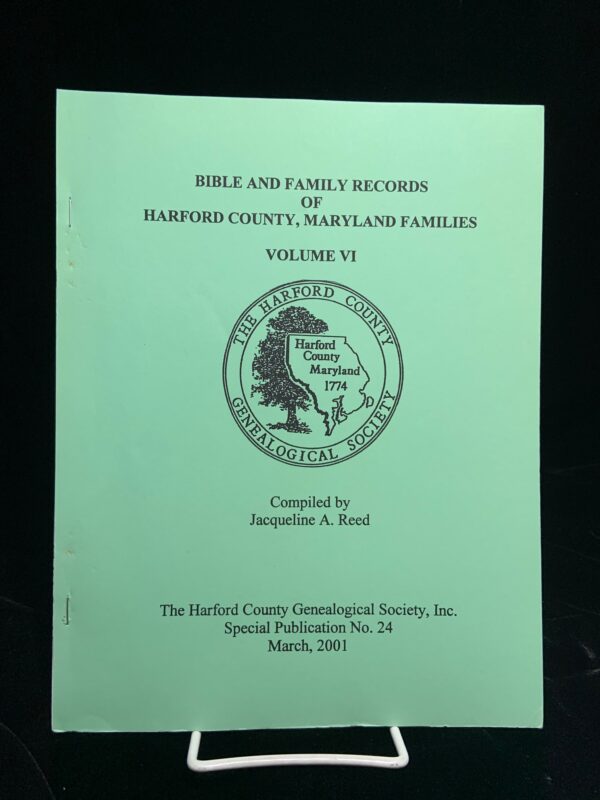 BIBLE AND FAMILY RECORDS
OF
HARFORD COUNTY, MARYLAND FAMILIES
VOLUME VI
THE HARFORD COUNTY
GENEALOGICAL SOCIETY
Harford
County
Maryland
1774
Compiled by
Jacqueline A. Reed
The Harford County Genealogical Society, Inc.
Special Publication No. 24
March, 2001